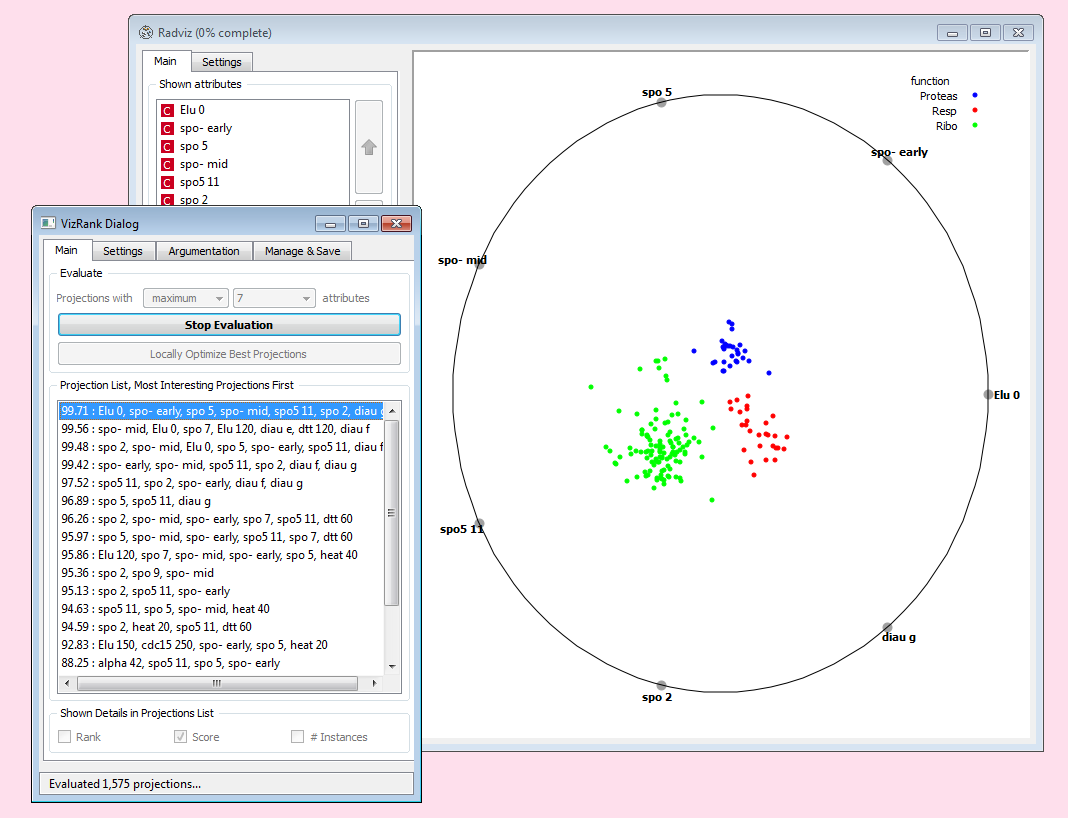 Radviz (0% complete)
Main
Settings
Shown attributes
C Elu 0
C spo- early
C spo 5
C spo- mid
C spo5 11
C spo 2
function
Proteas
Resp
Ribo
spo 5
spo- early
spo- mid
Elu 0
spo5 11
diau g
spo 2
VizRank Dialog
Main
Settings
Argumentation
Manage & Save
Evaluate
Projections with maximum 7 attributes
Stop Evaluation
Locally Optimize Best Projections
Projection List, Most Interesting Projections First
99.71 : Elu 0, spo- early, spo 5, spo- mid, spo5 11, spo 2, diau g
99.56 : spo- mid, Elu 0, spo 7, Elu 120, diau e, dtt 120, diau f
99.48 : spo 2, spo- mid, Elu 0, spo 5, spo- early, spo5 11, diau f
99.42 : spo- early, spo- mid, spo5 11, spo 2, diau f, diau g
97.52 : spo5 11, spo 2, spo- early, diau f, diau g
96.89 : spo 5, spo5 11, diau g
96.26 : spo 2, spo- mid, spo- early, spo 7, spo5 11, dtt 60
95.97 : spo 5, spo- mid, spo- early, spo5 11, spo 7, dtt 60
95.86 : Elu 120, spo 7, spo- mid, spo- early, spo 5, heat 40
95.36 : spo 2, spo 9, spo- mid
95.13 : spo 2, spo5 11, spo- early
94.63 : spo5 11, spo 5, spo- mid, heat 40
94.59 : spo 2, heat 20, spo5 11, dtt 60
92.83 : Elu 150, cdc15 250, spo- early, spo 5, heat 20
88.25 : alpha 42, spo5 11, spo 5, spo- early
Shown Details in Projections List
Rank
Score
# Instances
Evaluated 1,575 projections...